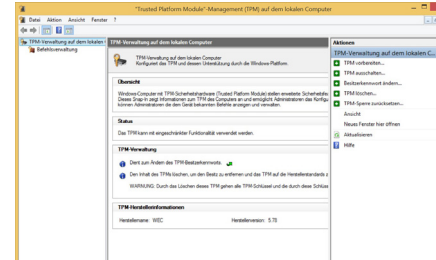 "Trusted Platform Module"-Management (TPM) auf dem lokalen Computer
Datei Aktion Ansicht Fenster ?
TPM-Verwaltung auf dem lokalen
Befehlsverwaltung
TPM-Verwaltung auf dem lokalen Computer
TPM-Verwaltung auf dem lokalen Computer
Konfiguriert das TPM und dessen Unterstützung durch die Windows-Plattform.
Übersicht
Windows-Computer mit TPM-Sicherheitshardware (Trusted Platform Module) stellen erweiterte Sicherheitsfe
Dieses Snap-In zeigt Informationen zum TPM des Computers an und ermöglicht Administratoren das Konfigu
können Administratoren die dem Gerät bekannten Befehle anzeigen und verwalten.
Status
Das TPM kann mit eingeschränkter Funktionalität verwendet werden.
TPM-Verwaltung
Dient zum Ändern des TPM-Besitzerkennworts.
Den Inhalt des TPMs löschen, um den Besitz zu entfernen und das TPM auf die Herstellerstandards z
WARNUNG: Durch das Löschen dieses TPM gehen alle TPM-Schlüssel und die durch diese Schlüss
TPM-Herstellerinformationen
Herstellername: WEC
Herstellerversion: 5.78
Aktionen
TPM-Verwaltung auf dem lokalen C...
TPM vorbereiten...
TPM ausschalten...
Besitzerkennwort ändern...
TPM löschen...
TPM-Sperre zurücksetzen...
Ansicht
Neues Fenster hier öffnen
Aktualisieren
Hilfe